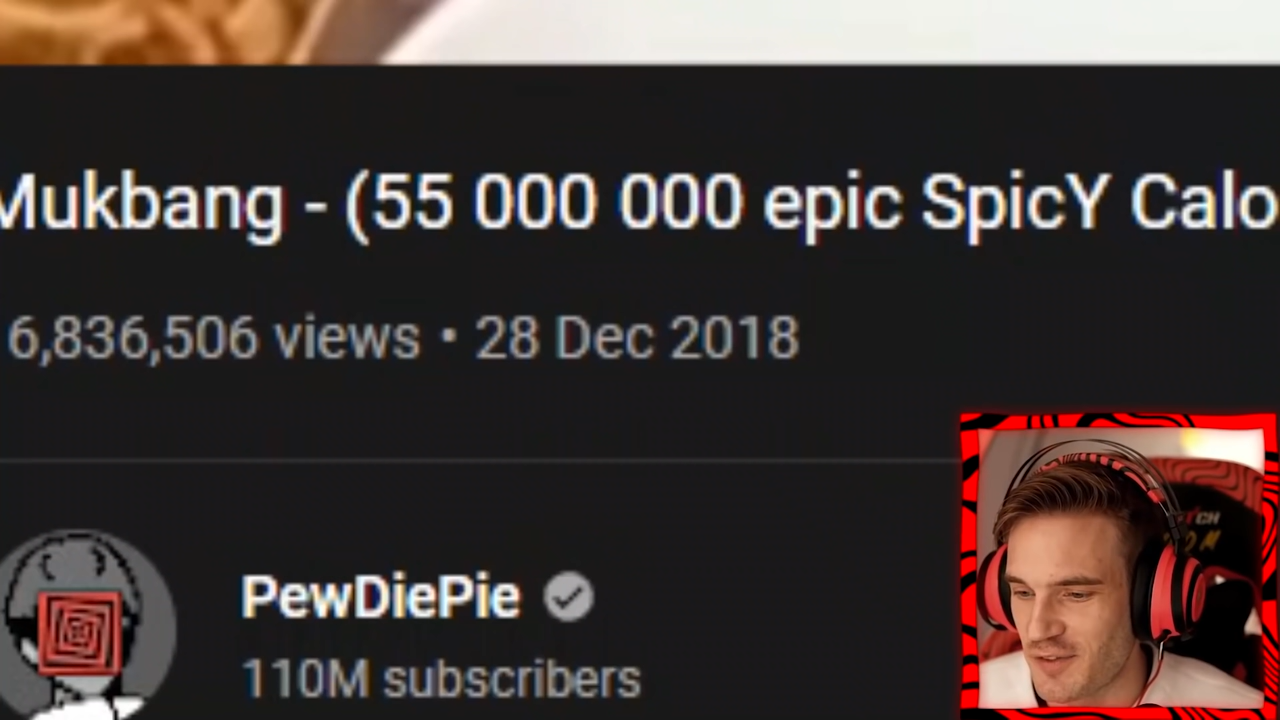 Mukbang - (55 000 000 epic SpicY Calo
6,836,506 views • 28 Dec 2018
PewDiePie
110M subscribers